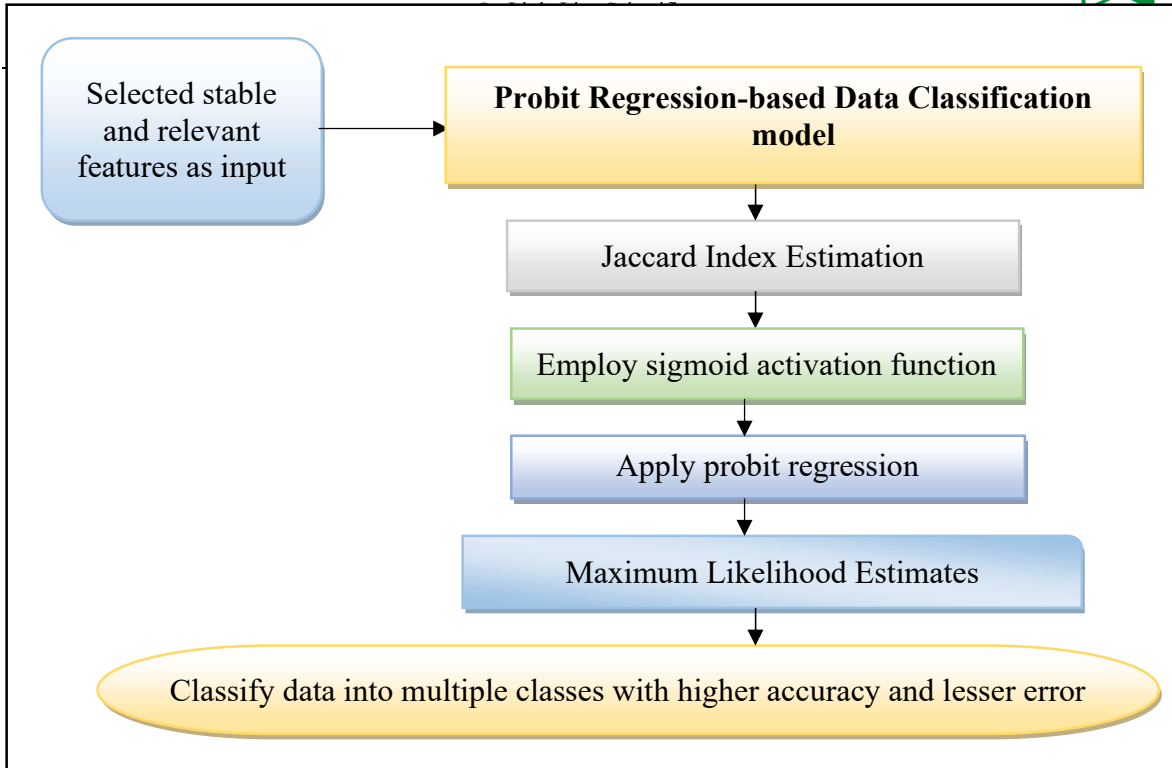 Selected stable
and relevant
features as input
Probit Regression-based Data Classification
model
Jaccard Index Estimation
Employ sigmoid activation function
Apply probit regression
Maximum Likelihood Estimates
Classify data into multiple classes with higher accuracy and lesser error